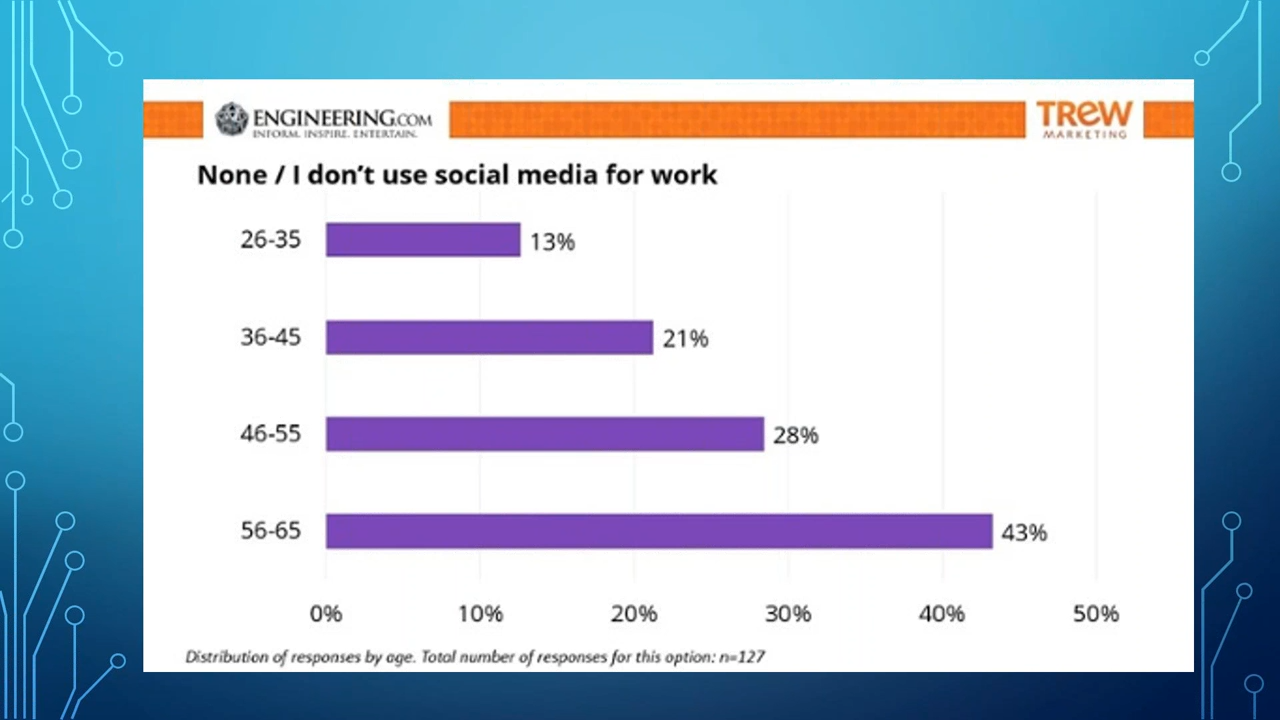 ENGINEERING.COM
INFORM. INSPIRE. ENTERTAIN.
TREW
MARKETING
None / I don't use social media for work
26-35 13%
36-45 21%
46-55 28%
56-65 43%
0% 10% 20% 30% 40% 50%
Distribution of responses by age. Total number of responses for this option: n=127